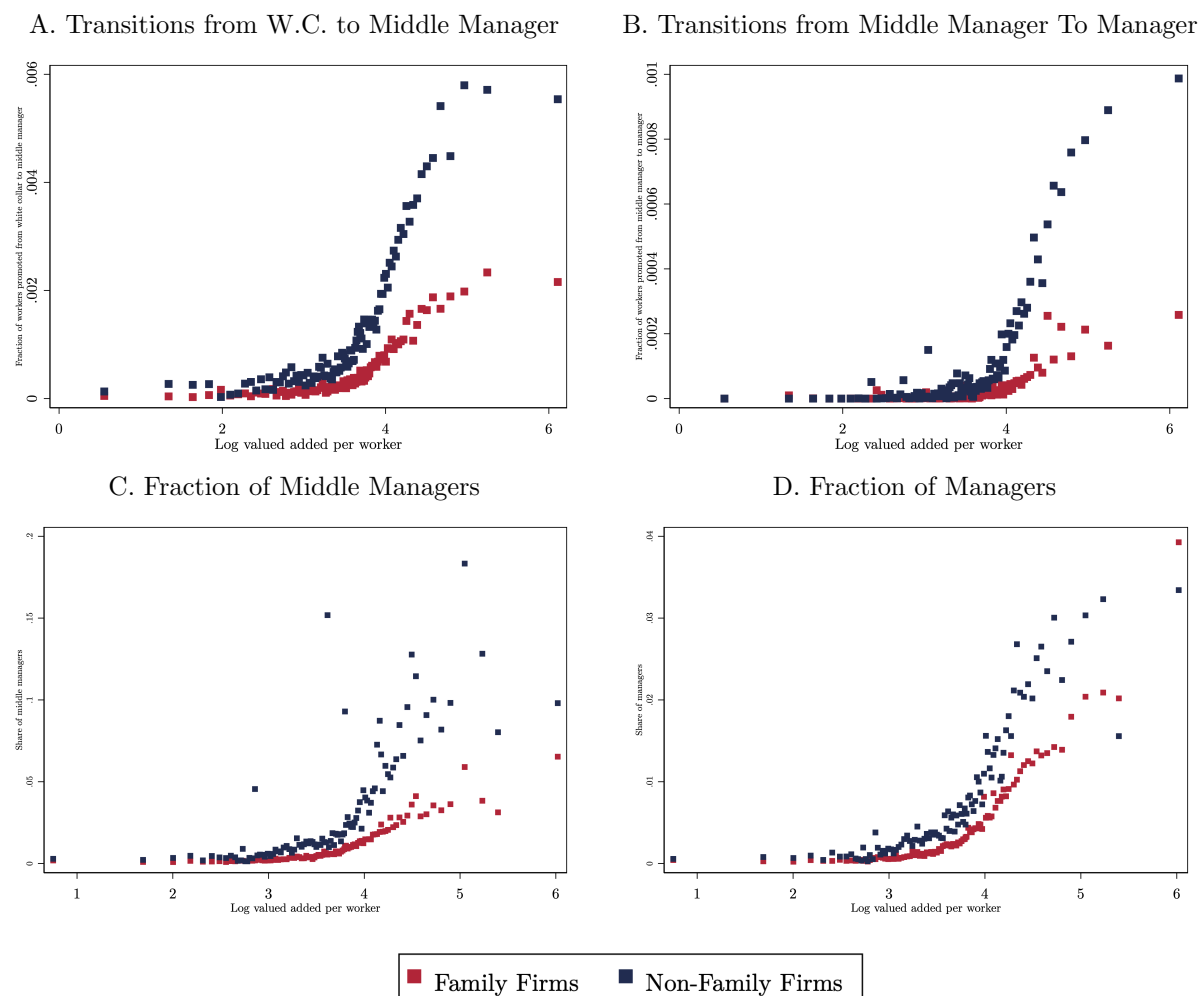 A. Transitions from W.C. to Middle Manager
Fraction of workers promoted from white collar to middle manager
.006
.004
.002
0
0 2 4 6
Log valued added per worker
B. Transitions from Middle Manager To Manager
Fraction of workers promoted from middle manager to manager
.001
.0008
.0006
.0004
.0002
0
0 2 4 6
Log valued added per worker
C. Fraction of Middle Managers
Share of middle managers
.2
.15
.1
.05
0
1 2 3 4 5 6
Log valued added per worker
D. Fraction of Managers
Share of managers
.04
.03
.02
.01
0
1 2 3 4 5 6
Log valued added per worker
Family Firms Non-Family Firms